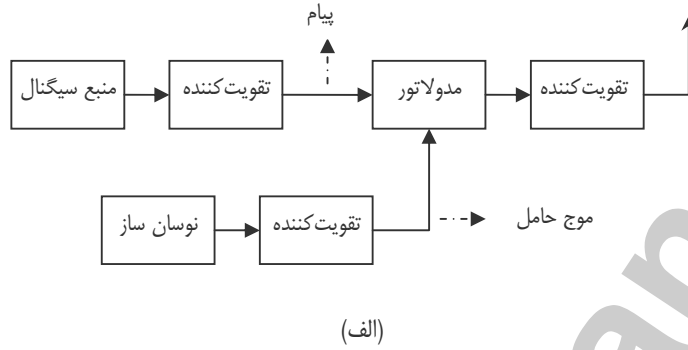 پیام
منبع سیگنال
تقویت‌کننده
مدولاتور
تقویت‌کننده
نوسان ساز
تقویت‌کننده
موج حامل
(الف)